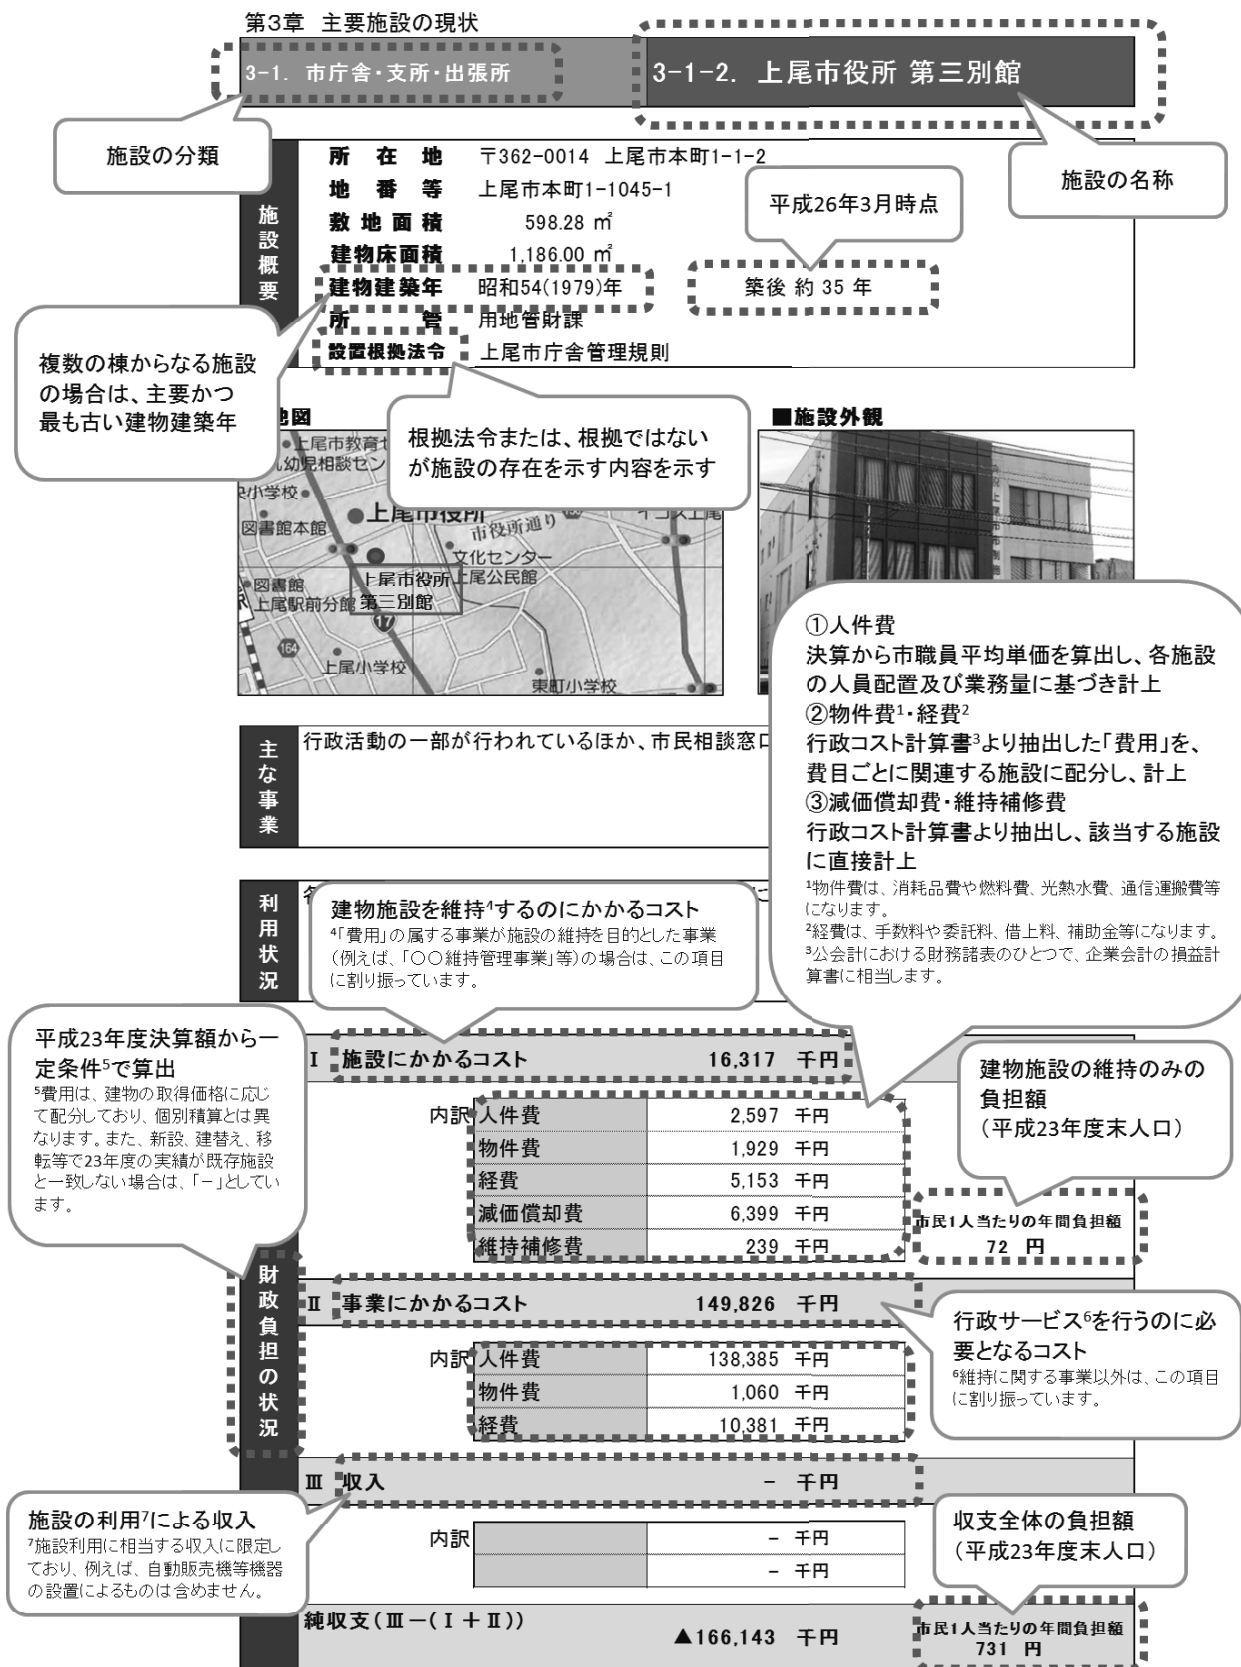 第3章 主要施設の現状
3-1. 市庁舎・支所・出張所
3-1-2. 上尾市役所 第三別館
施設の分類
施設の名称
施設概要
所在地 〒362-0014 上尾市本町1-1-2
地番等 上尾市本町1-1045-1
敷地面積 598.28 ㎡
建物床面積 1,186.00 ㎡
建物建築年 昭和54(1979)年 築後 約 35 年
所管 用地管財課
設置根拠法令 上尾市庁舎管理規則
平成26年3月時点
複数の棟からなる施設
の場合は、主要かつ
最も古い建物建築年
根拠法令または、根拠ではない
が施設の存在を示す内容を示す
地図
■施設外観
上尾市教育
幼児相談セン
小学校
図書館本館
上尾市役所
市役所通り
文化センター
上尾公民館
上尾市役所
第三別館
図書館
上尾駅前分館
17
164
上尾小学校
東町小学校
①人件費
決算から市職員平均単価を算出し、各施設
の人員配置及び業務量に基づき計上
②物件費1・経費2
行政コスト計算書3より抽出した「費用」を、
費目ごとに関連する施設に配分し、計上
③減価償却費・維持補修費
行政コスト計算書より抽出し、該当する施設
に直接計上
1物件費は、消耗品費や燃料費、光熱水費、通信運搬費等
になります。
2経費は、手数料や委託料、借上料、補助金等になります。
3公会計における財務諸表のひとつで、企業会計の損益計
算書に相当します。
主な事業
行政活動の一部が行われているほか、市民相談窓口
利用状況
建物施設を維持4するのにかかるコスト
4「費用」の属する事業が施設の維持を目的とした事業
(例えば、「〇〇維持管理事業」等)の場合は、この項目
に割り振っています。
平成23年度決算額から一
定条件5で算出
5費用は、建物の取得価格に応じ
て配分しており、個別積算とは異
なります。また、新設、建替え、移
転等で23年度の実績が既存施設
と一致しない場合は、「－」としてい
ます。
財政負担の状況
Ⅰ 施設にかかるコスト 16,317 千円
内訳 人件費 2,597 千円
物件費 1,929 千円
経費 5,153 千円
減価償却費 6,399 千円
維持補修費 239 千円
建物施設の維持のみの
負担額
(平成23年度末人口)
市民1人当たりの年間負担額
72 円
Ⅱ 事業にかかるコスト 149,826 千円
内訳 人件費 138,385 千円
物件費 1,060 千円
経費 10,381 千円
行政サービス6を行うのに必
要となるコスト
6維持に関する事業以外は、この項目
に割り振っています。
Ⅲ 収入 － 千円
内訳 － 千円
－ 千円
施設の利用7による収入
7施設利用に相当する収入に限定し
ており、例えば、自動販売機等機器
の設置によるものは含めません。
収支全体の負担額
(平成23年度末人口)
純収支(Ⅲ－(Ⅰ＋Ⅱ)) ▲166,143 千円
市民1人当たりの年間負担額
731 円